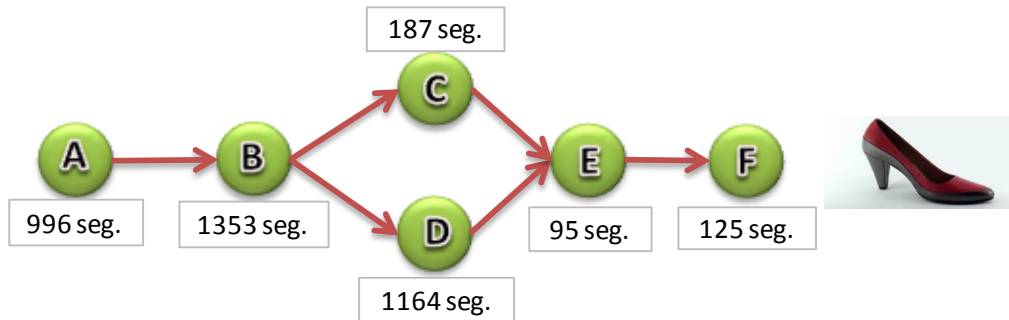 187 seg.
C
A
B
E
F
996 seg.
1353 seg.
D
95 seg.
125 seg.
1164 seg.